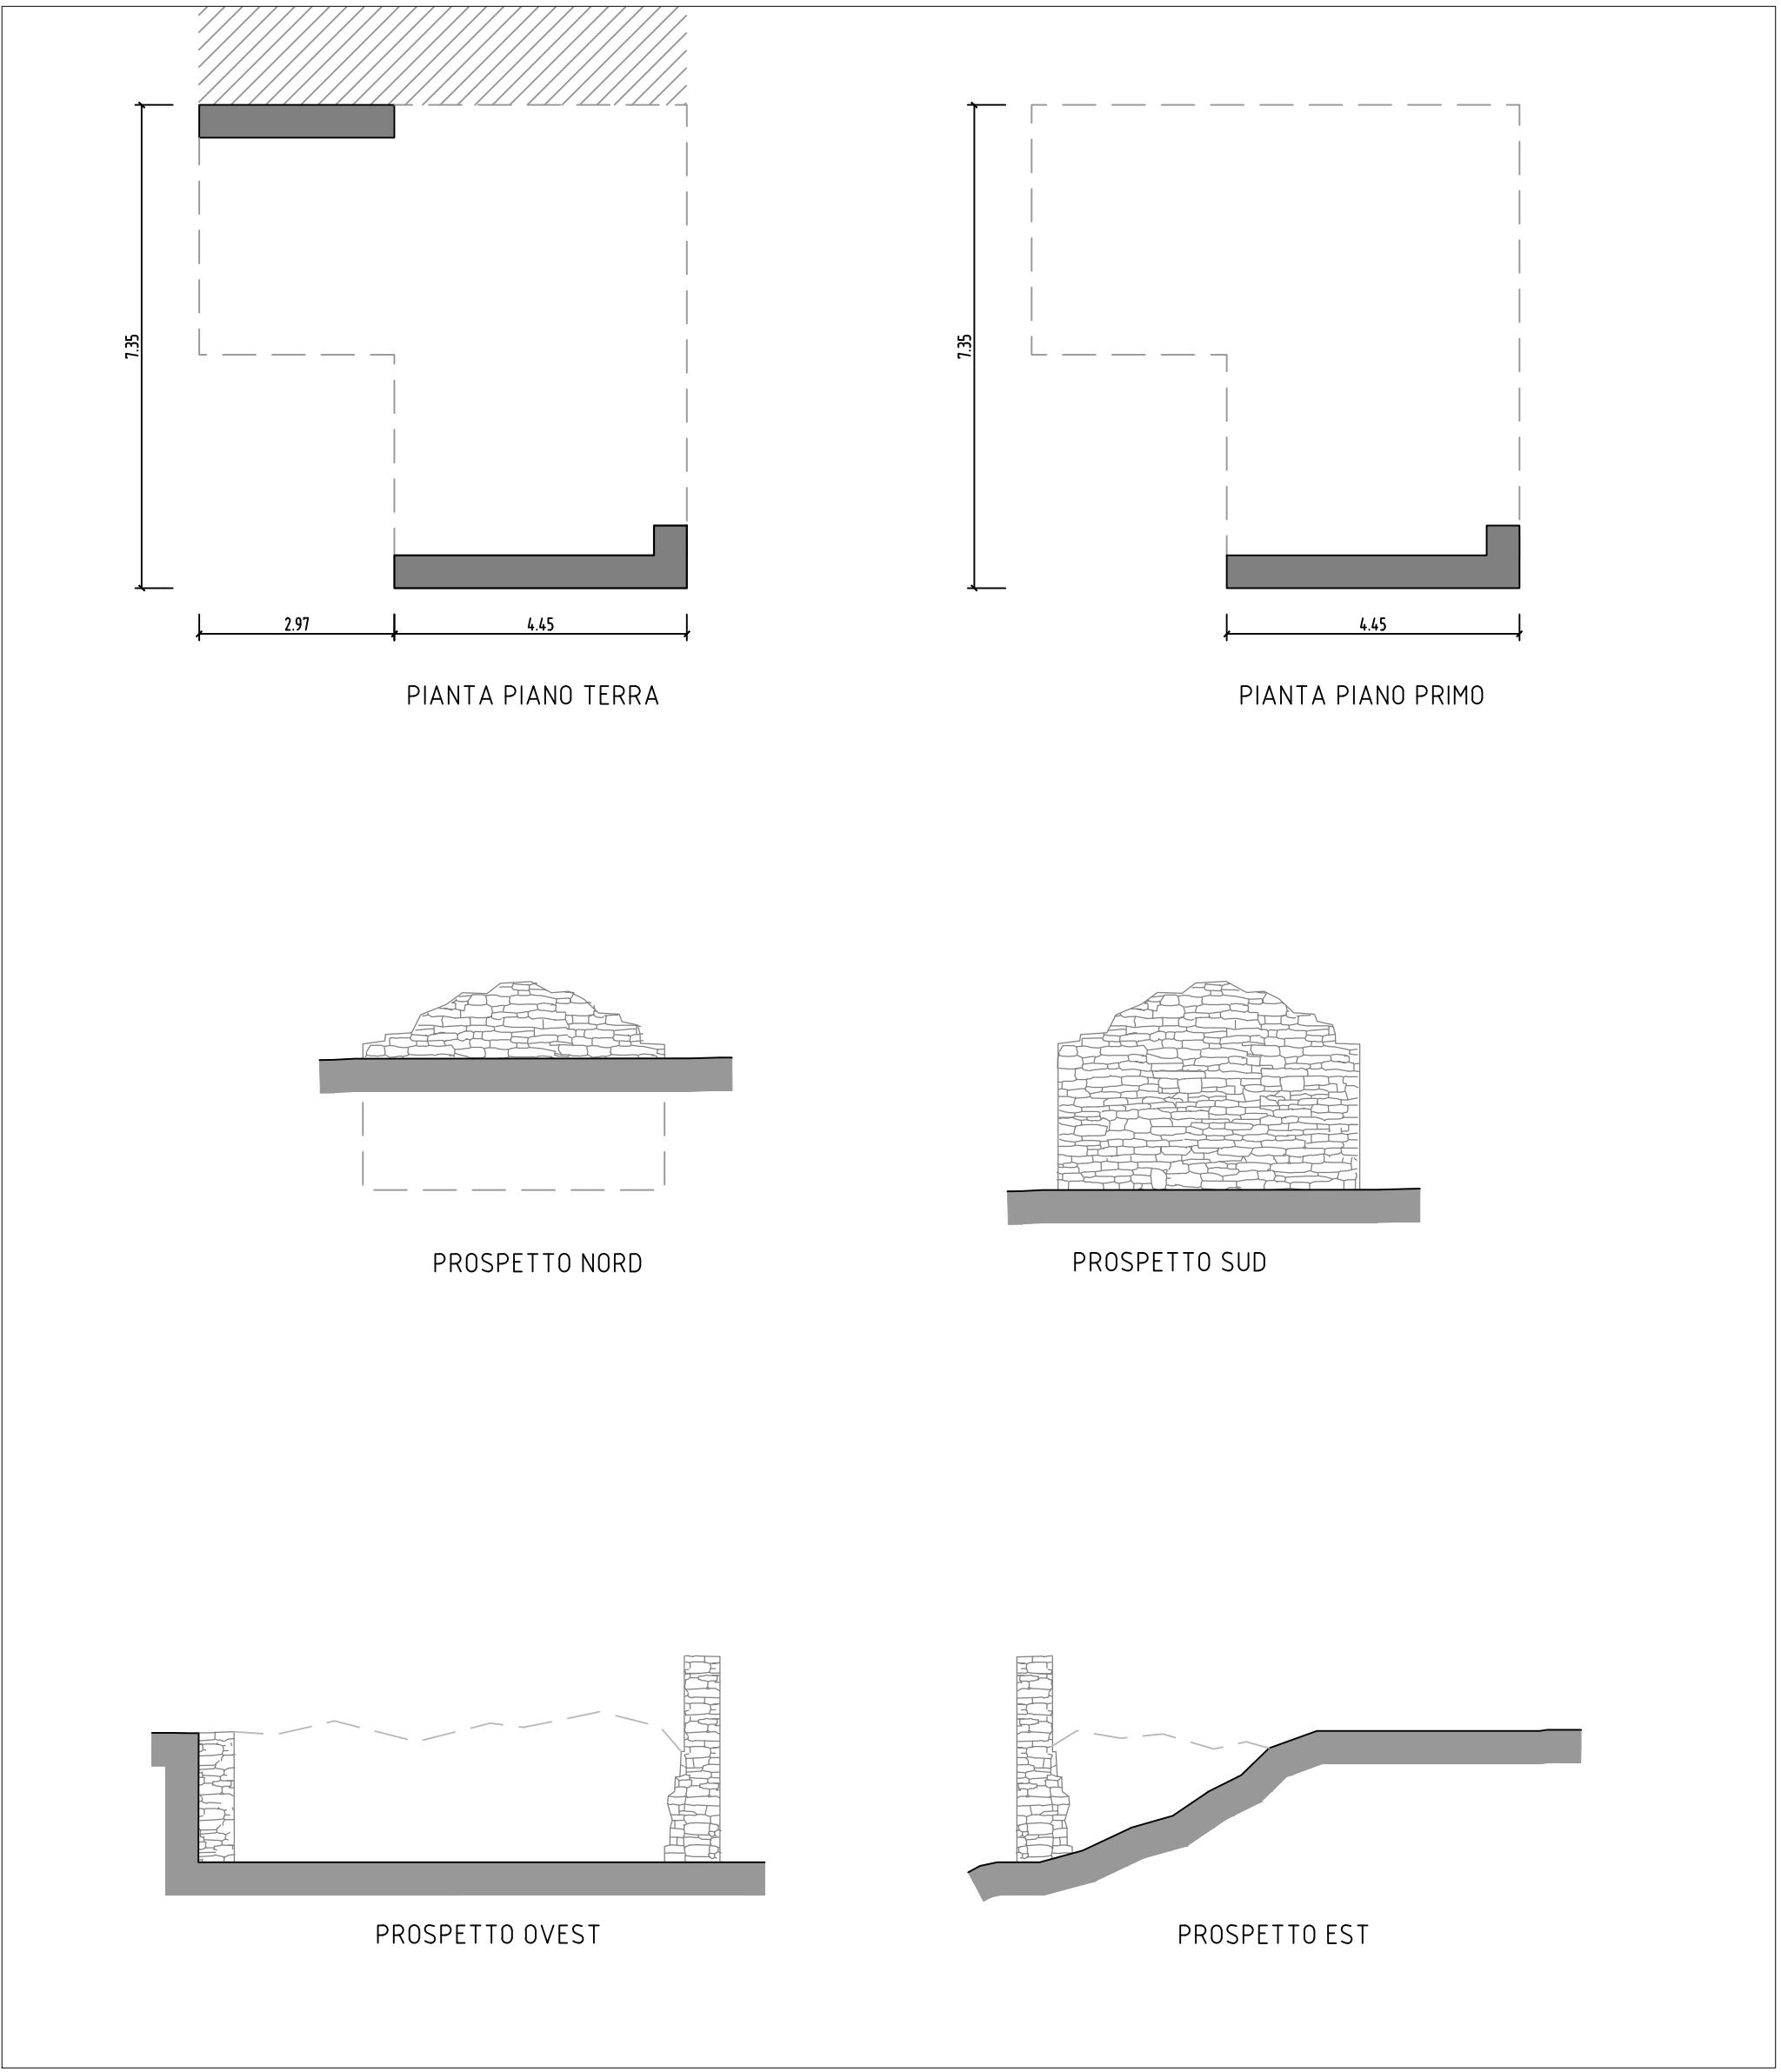 7.35
7.35
2.97
4.45
4.45
PIANTA PIANO TERRA
PIANTA PIANO PRIMO
PROSPETTO NORD
PROSPETTO SUD
PROSPETTO OVEST
PROSPETTO EST